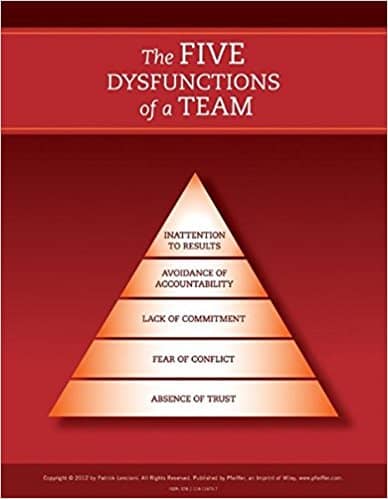 The FIVE
DYSFUNCTIONS
of a TEAM
INATTENTION
TO RESULTS
AVOIDANCE OF
ACCOUNTABILITY
LACK OF COMMITMENT
FEAR OF CONFLICT
ABSENCE OF TRUST
Copyright © 2012 by Patrick Lencioni. All Rights Reserved. Published by Pfeiffer, an Imprint of Wiley, www.pfeiffer.com.